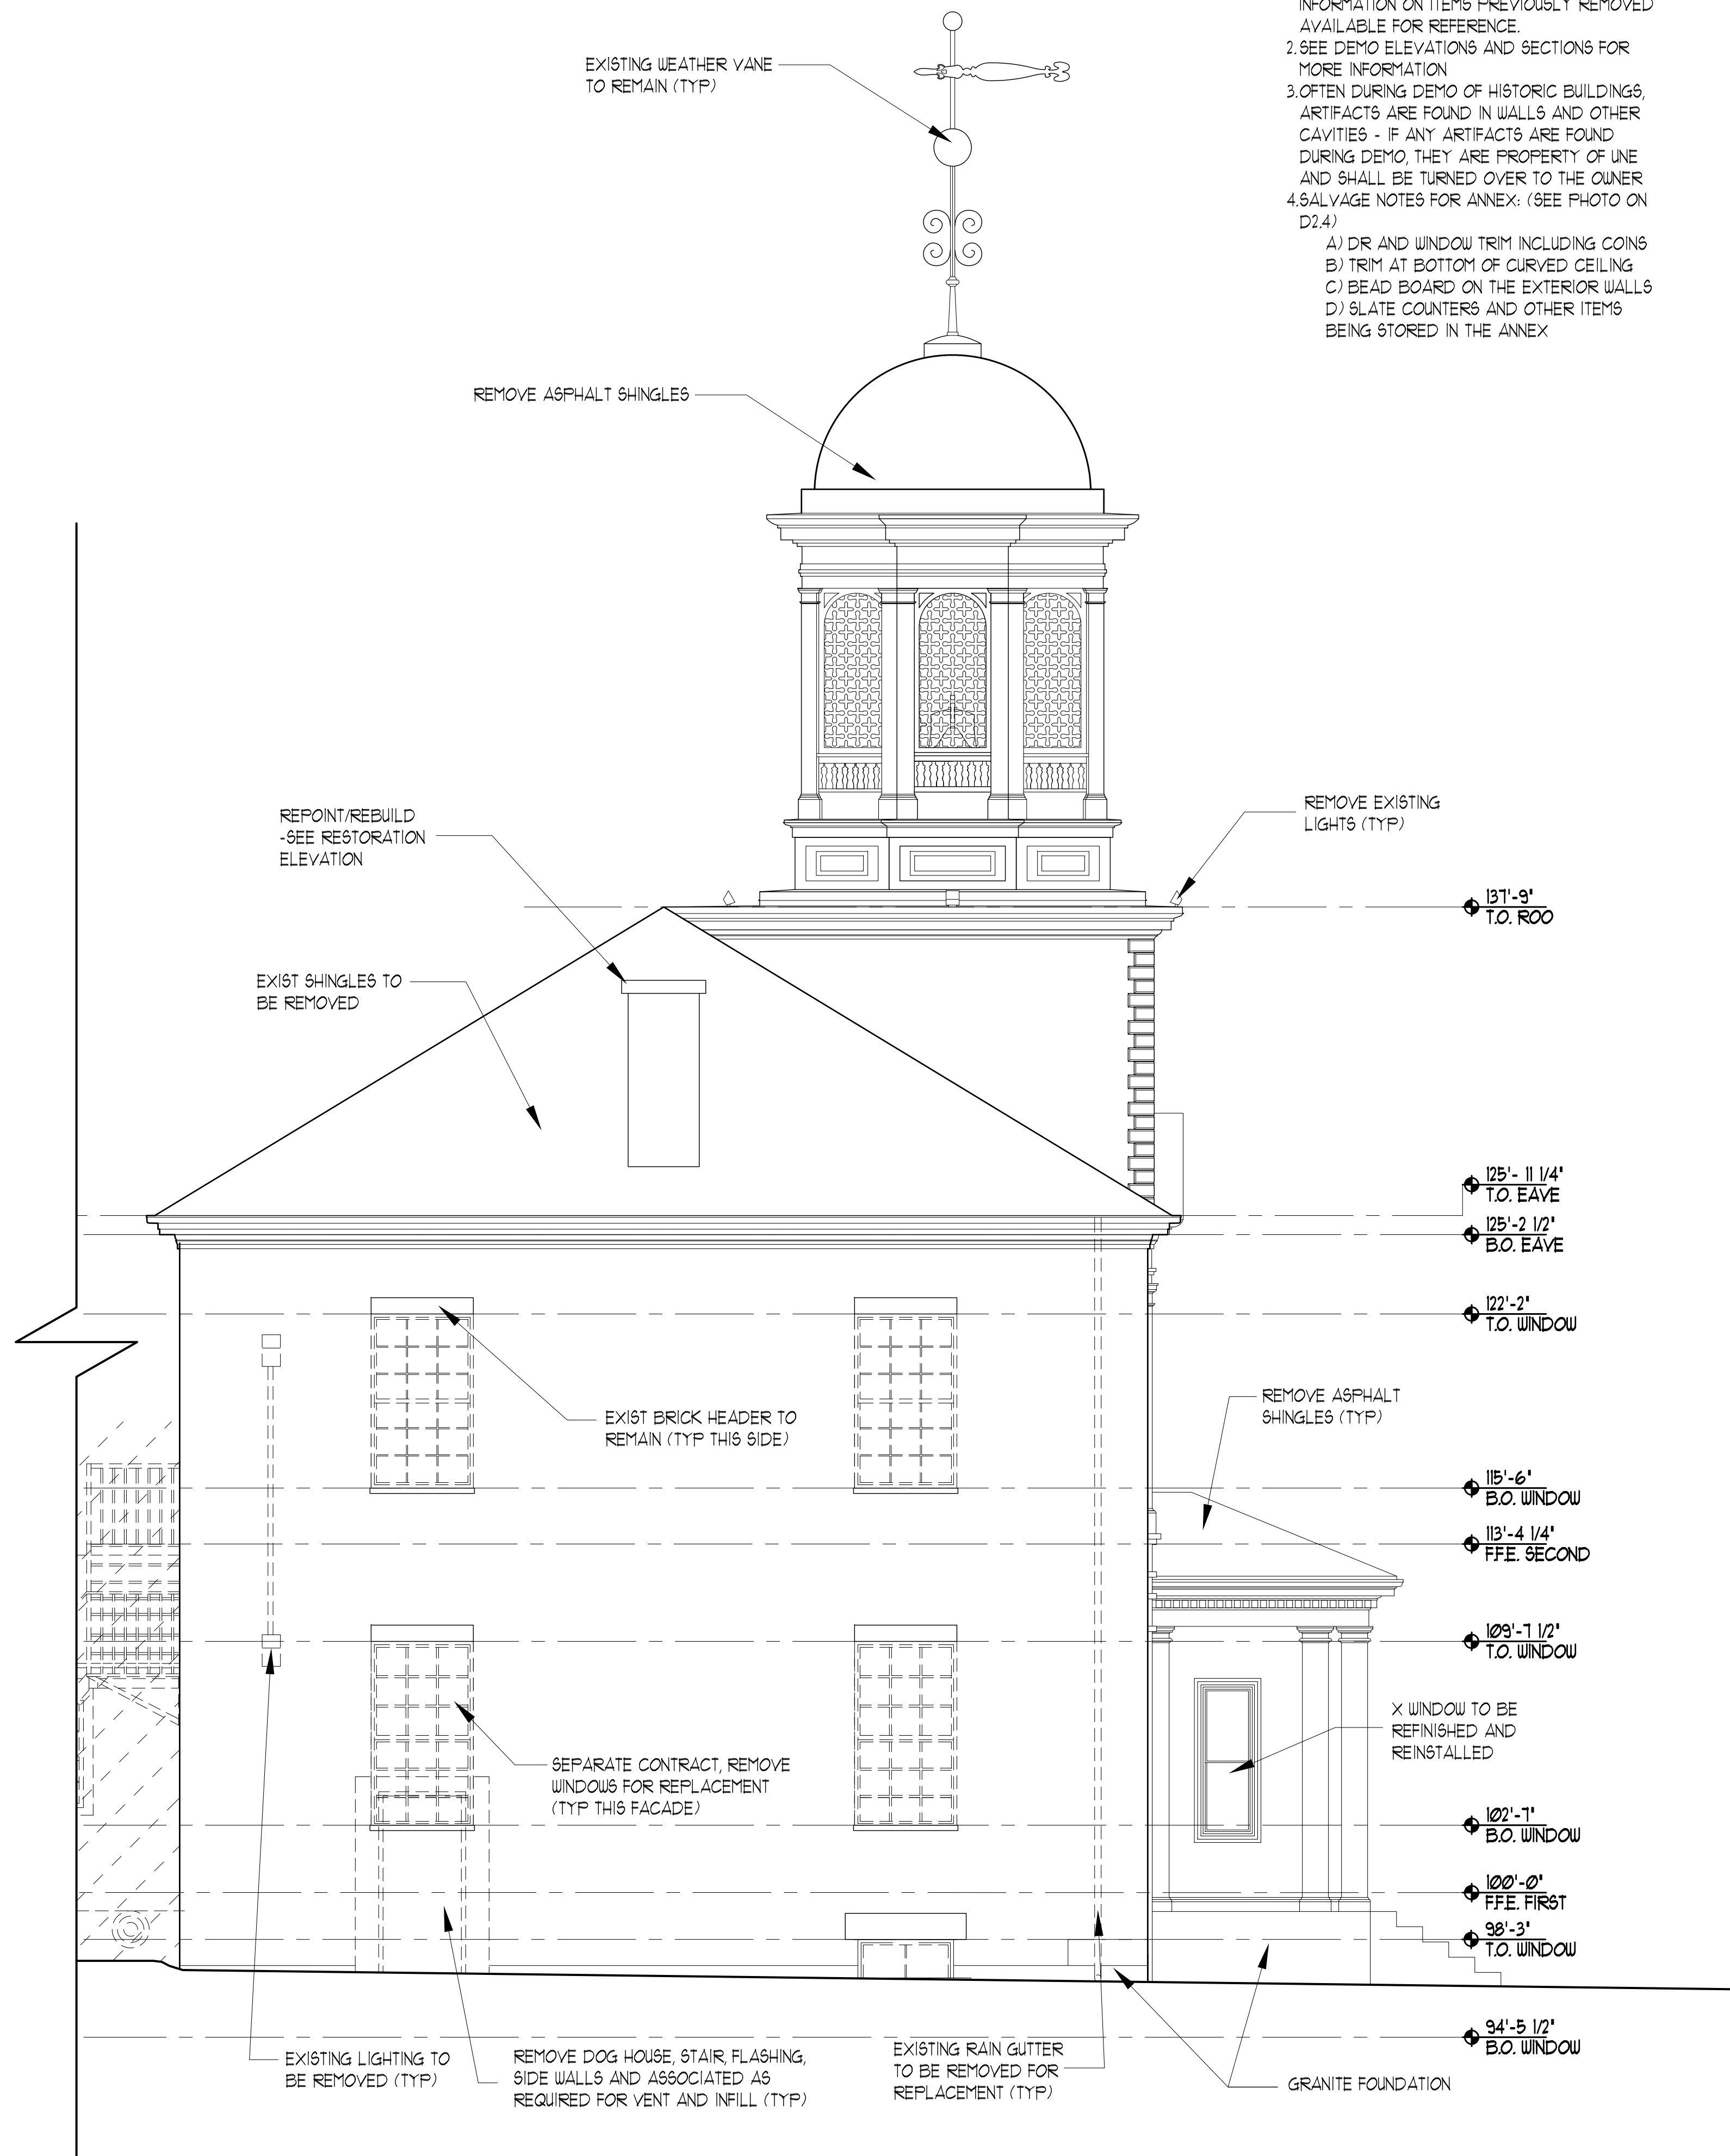 INFORMATION ON ITEMS PREVIOUSLY REMOVED
AVAILABLE FOR REFERENCE.
2. SEE DEMO ELEVATIONS AND SECTIONS FOR
MORE INFORMATION
3. OFTEN DURING DEMO OF HISTORIC BUILDINGS,
ARTIFACTS ARE FOUND IN WALLS AND OTHER
CAVITIES - IF ANY ARTIFACTS ARE FOUND
DURING DEMO, THEY ARE PROPERTY OF UNE
AND SHALL BE TURNED OVER TO THE OWNER
4. SALVAGE NOTES FOR ANNEX: (SEE PHOTO ON
D2.4)
A) DR AND WINDOW TRIM INCLUDING COINS
B) TRIM AT BOTTOM OF CURVED CEILING
C) BEAD BOARD ON THE EXTERIOR WALLS
D) SLATE COUNTERS AND OTHER ITEMS
BEING STORED IN THE ANNEX
EXISTING WEATHER VANE
TO REMAIN (TYP)
REMOVE ASPHALT SHINGLES
REPOINT/REBUILD
-SEE RESTORATION
ELEVATION
REMOVE EXISTING
LIGHTS (TYP)
137'-9"
T.O. ROO
EXIST SHINGLES TO
BE REMOVED
125'- 11 1/4"
T.O. EAVE
125'-2 1/2"
B.O. EAVE
122'-2"
T.O. WINDOW
EXIST BRICK HEADER TO
REMAIN (TYP THIS SIDE)
REMOVE ASPHALT
SHINGLES (TYP)
115'-6"
B.O. WINDOW
113'-4 1/4"
F.F.E. SECOND
109'-7 1/2"
T.O. WINDOW
X WINDOW TO BE
REFINISHED AND
REINSTALLED
SEPARATE CONTRACT, REMOVE
WINDOWS FOR REPLACEMENT
(TYP THIS FACADE)
102'-7"
B.O. WINDOW
100'-0"
F.F.E. FIRST
98'-3"
T.O. WINDOW
94'-5 1/2"
B.O. WINDOW
EXISTING LIGHTING TO
BE REMOVED (TYP)
REMOVE DOG HOUSE, STAIR, FLASHING,
SIDE WALLS AND ASSOCIATED AS
REQUIRED FOR VENT AND INFILL (TYP)
EXISTING RAIN GUTTER
TO BE REMOVED FOR
REPLACEMENT (TYP)
GRANITE FOUNDATION